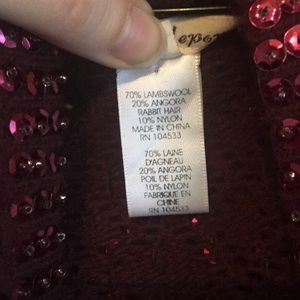 70% LAMBSWOOL
20% ANGORA
RABBIT HAIR
10% NYLON
MADE IN CHINA
RN 104533
70% LAINE
D'AGNEAU
20% ANGORA
POIL DE LAPIN
10% NYLON
FABRIQUE EN
CHINE
RN 104533